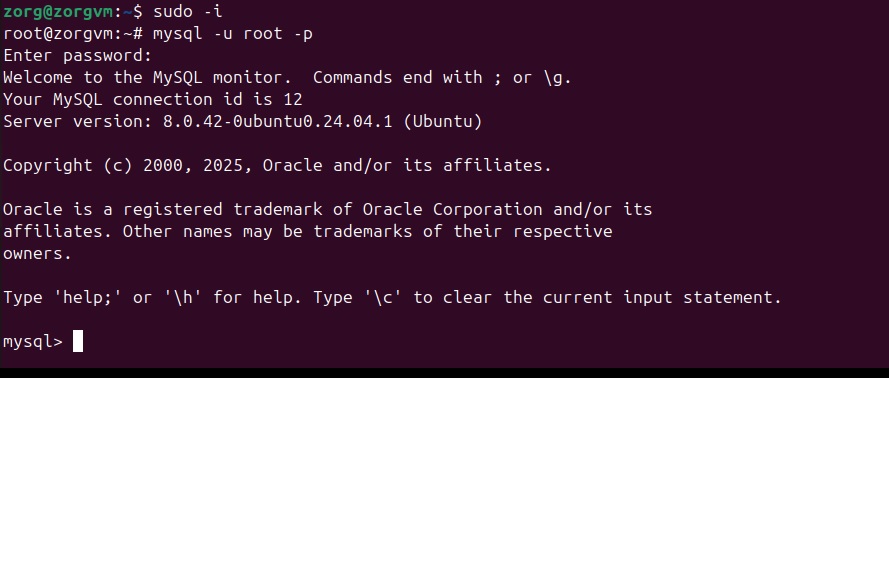 zorg@zorgvm:~$ sudo -i
root@zorgvm:~# mysql -u root -p
Enter password:
Welcome to the MySQL monitor.  Commands end with ; or \g.
Your MySQL connection id is 12
Server version: 8.0.42-0ubuntu0.24.04.1 (Ubuntu)

Copyright (c) 2000, 2025, Oracle and/or its affiliates.

Oracle is a registered trademark of Oracle Corporation and/or its
affiliates. Other names may be trademarks of their respective
owners.

Type 'help;' or '\h' for help. Type '\c' to clear the current input statement.

mysql>